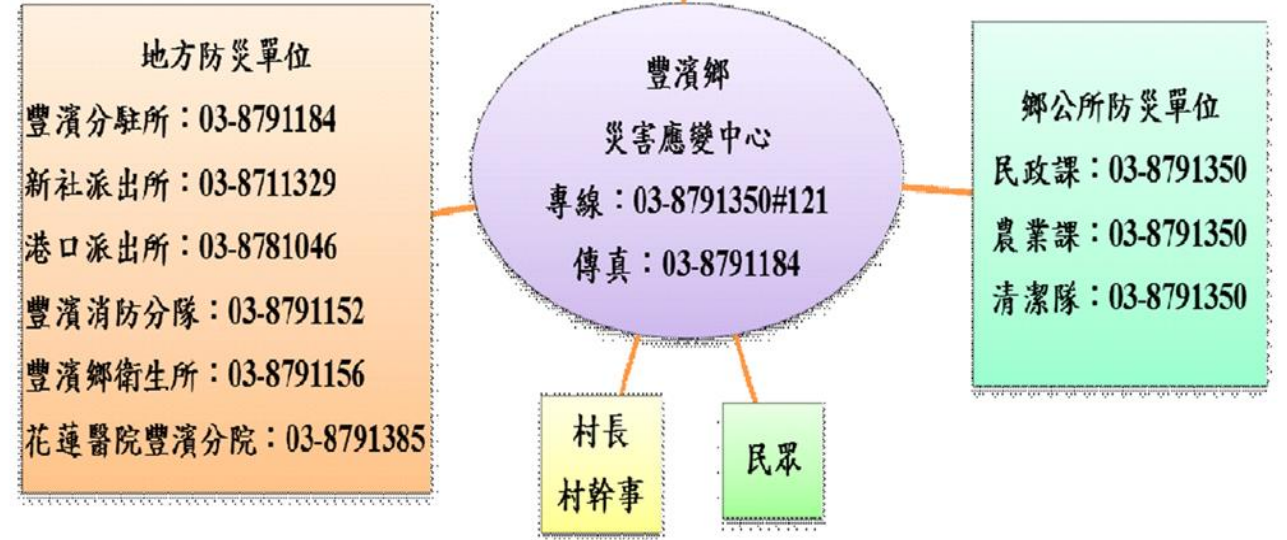 地方防災單位
豐濱分駐所：03-8791184
新社派出所：03-8711329
港口派出所：03-8781046
豐濱消防分隊：03-8791152
豐濱鄉衛生所：03-8791156
花蓮醫院豐濱分院：03-8791385
豐濱鄉
災害應變中心
專線：03-8791350#121
傳真：03-8791184
鄉公所防災單位
民政課：03-8791350
農業課：03-8791350
清潔隊：03-8791350
村長
村幹事
民眾